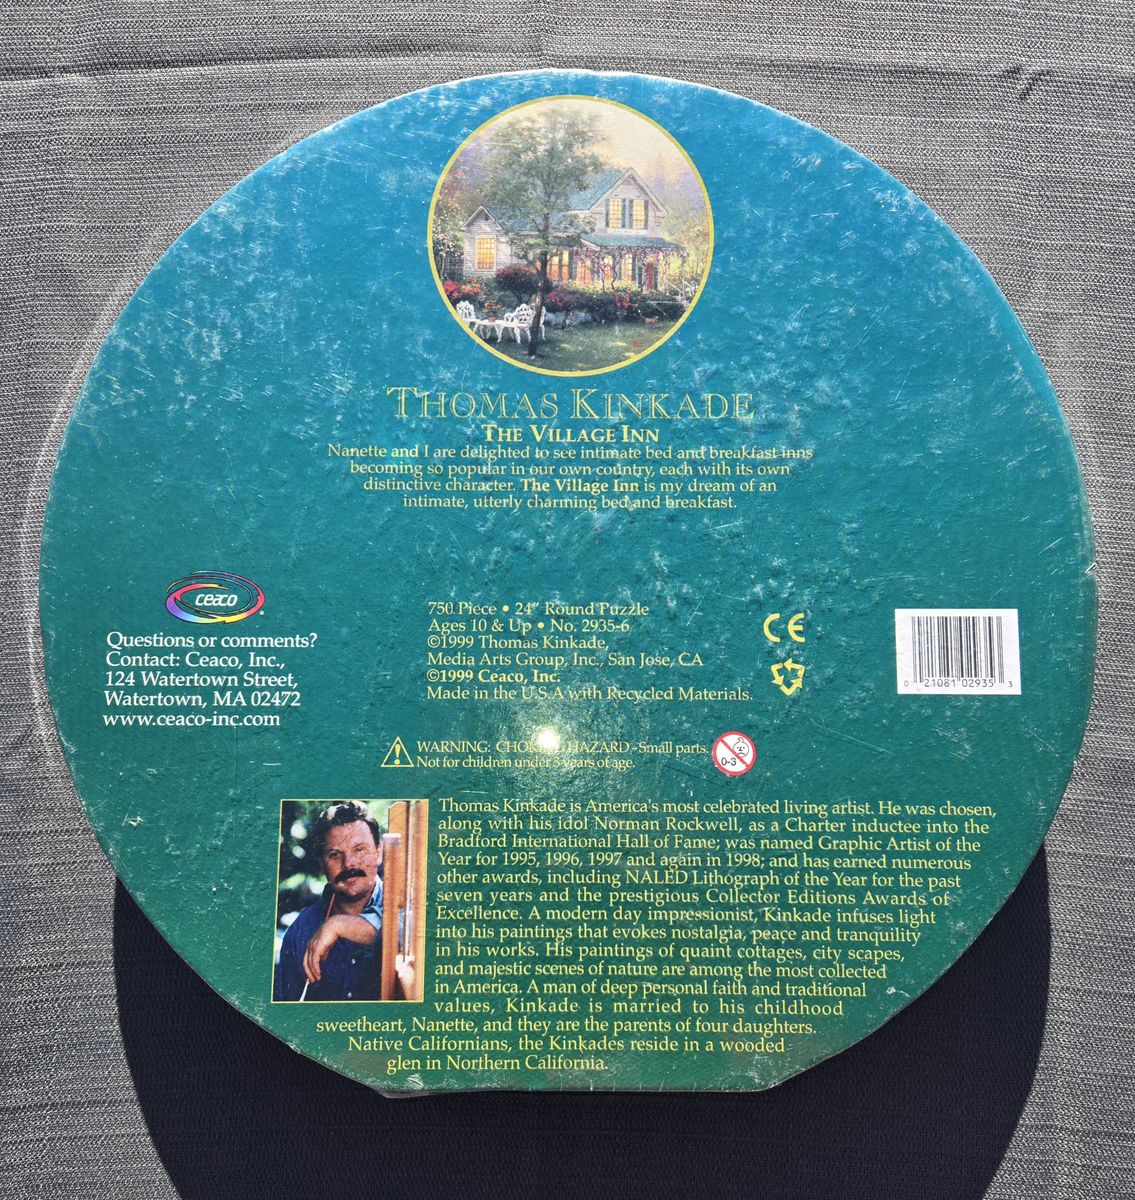 THOMAS KINKADE
THE VILLAGE INN
Nanette and I are delighted to see intimate bed and breakfast inns
becoming so popular in our own country, each with its own
distinctive character. The Village Inn is my dream of an
intimate, utterly charming bed and breakfast.
ceaco
Questions or comments?
Contact: Ceaco, Inc.,
124 Watertown Street,
Watertown, MA 02472
www.ceaco-inc.com
750 Piece • 24" Round Puzzle
Ages 10 & Up • No. 2935-6
©1999 Thomas Kinkade,
Media Arts Group, Inc., San Jose, CA
©1999 Ceaco, Inc.
Made in the U.S.A with Recycled Materials.
CE
0 21081 02935 3
WARNING: CHOKING HAZARD - Small parts.
Not for children under 3 years of age.
0-3
Thomas Kinkade is America's most celebrated living artist. He was chosen,
along with his idol Norman Rockwell, as a Charter inductee into the
Bradford International Hall of Fame; was named Graphic Artist of the
Year for 1995, 1996, 1997 and again in 1998; and has earned numerous
other awards, including NALED Lithograph of the Year for the past
seven years and the prestigious Collector Editions Awards of
Excellence. A modern day impressionist, Kinkade infuses light
into his paintings that evokes nostalgia, peace and tranquility
in his works. His paintings of quaint cottages, city scapes,
and majestic scenes of nature are among the most collected
in America. A man of deep personal faith and traditional
values, Kinkade is married to his childhood
sweetheart, Nanette, and they are the parents of four daughters.
Native Californians, the Kinkades reside in a wooded
glen in Northern California.